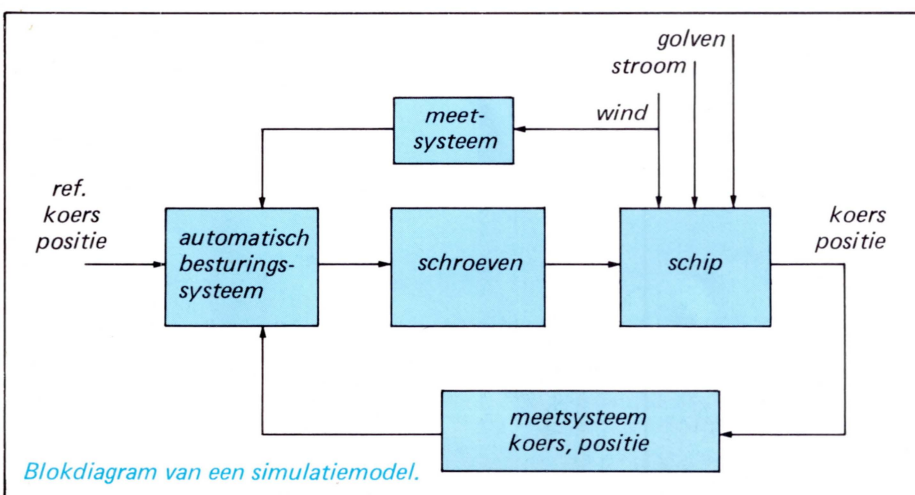 golven
stroom
wind
meet-
systeem
ref.
koers
positie
automatisch
besturings-
systeem
schroeven
schip
koers
positie
meetsysteem
koers, positie
Blokdiagram van een simulatiemodel.